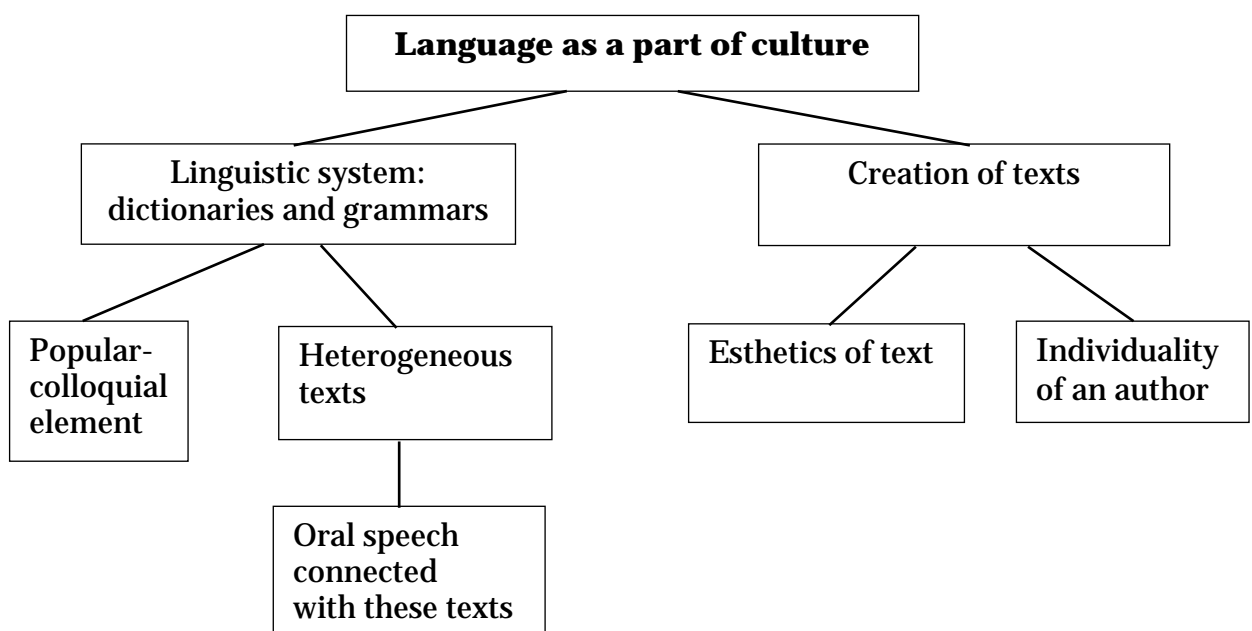 Language as a part of culture
Linguistic system:
dictionaries and grammars
Creation of texts
Popular-
colloquial
element
Heterogeneous
texts
Esthetics of text
Individuality
of an author
Oral speech
connected
with these texts